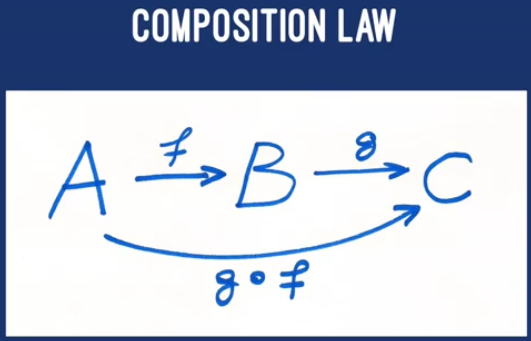 COMPOSITION LAW
f g
A → B → C
g ∘ f